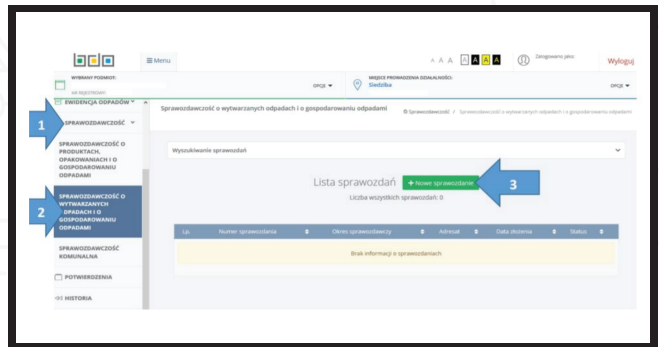 Menu
A A A A A A A
Zalogowano jako:
Wyloguj
WYBRANY PODMIOT:
OPCJE
MIEJSCE PROWADZENIA DZIAŁALNOŚCI:
Siedziba
OPCJE
EWIDENCJA ODPADÓW
1
SPRAWOZDAWCZOŚĆ
SPRAWOZDAWCZOŚĆ O
PRODUKTACH,
OPAKOWANIACH I O
GOSPODAROWANIU
ODPADAMI
2
SPRAWOZDAWCZOŚĆ O
WYTWARZANYCH
ODPADACH I O
GOSPODAROWANIU
ODPADAMI
SPRAWOZDAWCZOŚĆ
KOMUNALNA
POTWIERDZENIA
HISTORIA
Sprawozdawczość o wytwarzanych odpadach i o gospodarowaniu odpadami
Sprawozdawczość / Sprawozdawczość o wytwarzanych odpadach i o gospodarowaniu odpadami
Wyszukiwanie sprawozdań
Lista sprawozdań
+ Nowe sprawozdanie
3
Liczba wszystkich sprawozdań: 0
Lp. Numer sprawozdania Okres sprawozdawczy Adresat Data złożenia Status
Brak informacji o sprawozdaniach